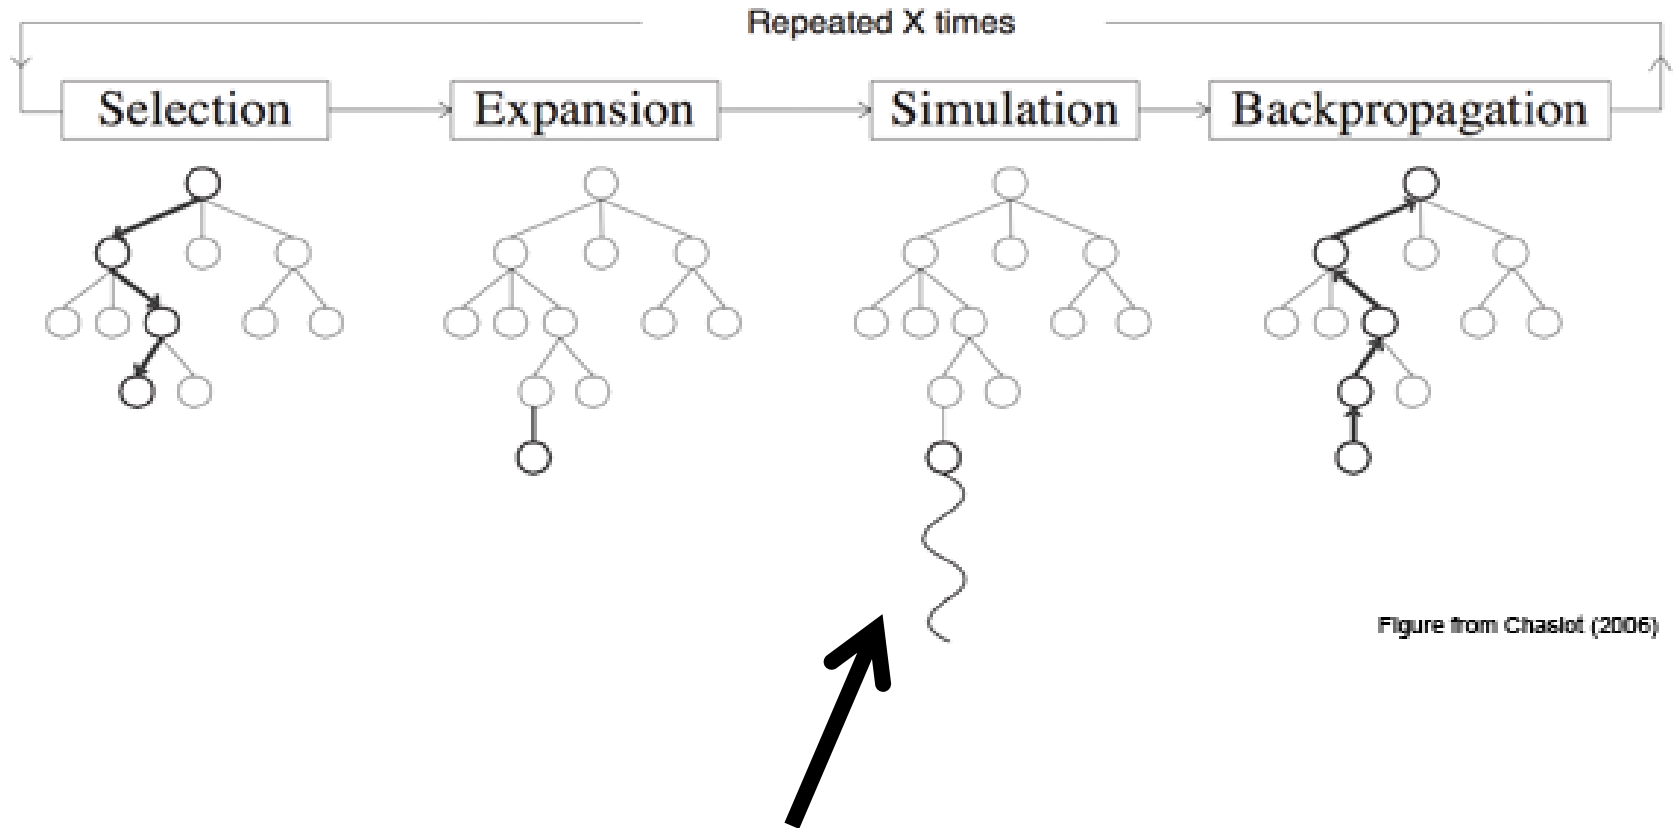 Repeated X times
Selection
Expansion
Simulation
Backpropagation
Figure from Chaslot (2006)